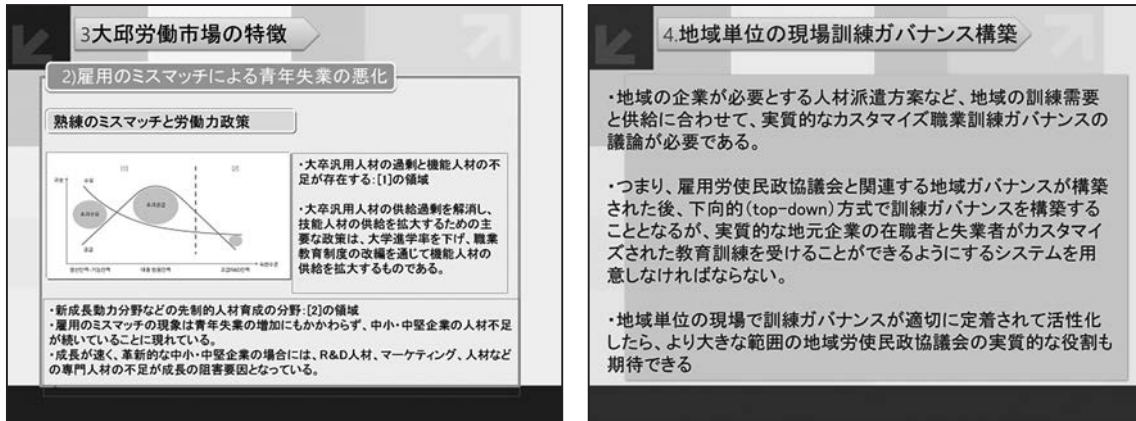 3大邱労働市場の特徴
2)雇用のミスマッチによる青年失業の悪化
熟練のミスマッチと労働力政策
・大卒汎用人材の過剰と機能人材の不
足が存在する:[1]の領域
・大卒汎用人材の供給過剰を解消し、
技能人材の供給を拡大するための主
要な政策は、大学進学率を下げ、職業
教育制度の改編を通じて機能人材の
供給を拡大するものである。
・新成長動力分野などの先制的人材育成の分野:[2]の領域
・雇用のミスマッチの現象は青年失業の増加にもかかわらず、中小・中堅企業の人材不足
が続いていることに現れている。
・成長が速く、革新的な中小・中堅企業の場合には、R&D人材、マーケティング、人材など
の専門人材の不足が成長の阻害要因となっている。
4.地域単位の現場訓練ガバナンス構築
・地域の企業が必要とする人材派遣方案など、地域の訓練需要
と供給に合わせて、実質的なカスタマイズ職業訓練ガバナンスの
議論が必要である。
・つまり、雇用労使民政協議会と関連する地域ガバナンスが構築
された後、下向的(top-down)方式で訓練ガバナンスを構築する
こととなるが、実質的な地元企業の在職者と失業者がカスタマイ
ズされた教育訓練を受けることができるようにするシステムを用
意しなければならない。
・地域単位の現場で訓練ガバナンスが適切に定着されて活性化
したら、より大きな範囲の地域労使民政協議会の実質的な役割も
期待できる